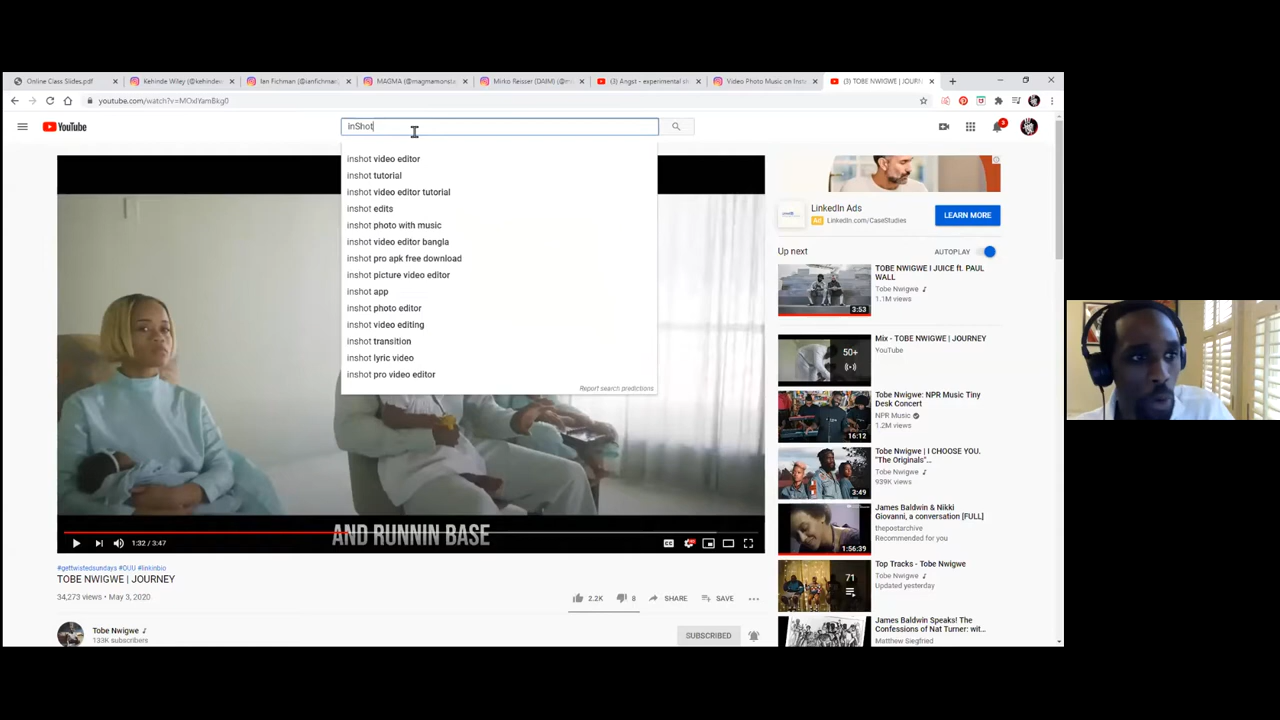 Online Class Slides.pdf
Kehinde Wiley (@kehindew
Ian Fichman (@ianfichman,
MAGMA (@magmamonsta
Mirko Reisser (DAIM) (@m
(3) Angst - experimental sh
Video Photo Music on Inst
(3) TOBE NWIGWE | JOURN
youtube.com/watch?v=MOxIYamBkg0
YouTube
inShot
3
inshot video editor
inshot tutorial
inshot video editor tutorial
inshot edits
inshot photo with music
inshot video editor bangla
inshot pro apk free download
inshot picture video editor
inshot app
inshot photo editor
inshot video editing
inshot transition
inshot lyric video
inshot pro video editor
Report search predictions
AND RUNNIN BASE
1:32 / 3:47
#gettwistedsundays #OUU #linkinbio
TOBE NWIGWE | JOURNEY
34,273 views • May 3, 2020
2.2K
8
SHARE
SAVE
Tobe Nwigwe
133K subscribers
SUBSCRIBED
LinkedIn Ads
Ad LinkedIn.com/CaseStudies
LEARN MORE
Up next
AUTOPLAY
TOBE NWIGWE I JUICE ft. PAUL
WALL
Tobe Nwigwe
1.1M views
3:53
Mix - TOBE NWIGWE | JOURNEY
YouTube
50+
Tobe Nwigwe: NPR Music Tiny
Desk Concert
NPR Music
1.2M views
16:12
Tobe Nwigwe | I CHOOSE YOU.
"The Originals"...
Tobe Nwigwe
939K views
3:49
James Baldwin & Nikki
Giovanni, a conversation [FULL]
thepostarchive
Recommended for you
1:56:39
Top Tracks - Tobe Nwigwe
Tobe Nwigwe
Updated yesterday
71
James Baldwin Speaks! The
Confessions of Nat Turner: wit...
Matthew Siegfried